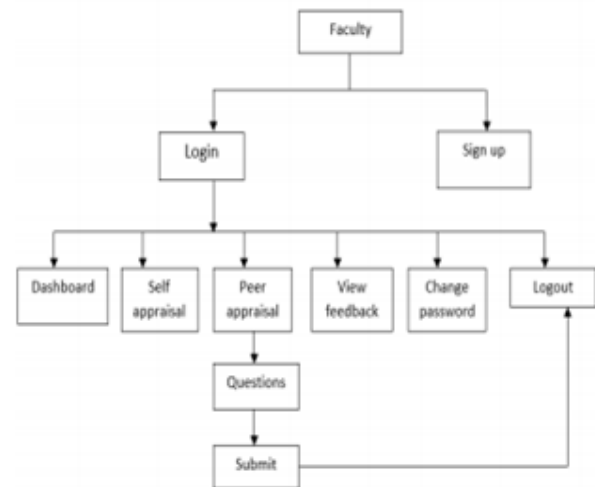 Faculty
Login
Sign up
Dashboard
Self
appraisal
Peer
appraisal
View
feedback
Change
password
Logout
Questions
Submit